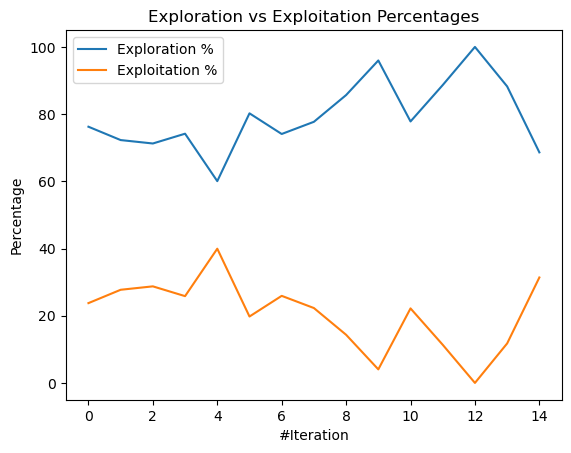 Exploration vs Exploitation Percentages
Exploration %
Exploitation %
Percentage
100
80
60
40
20
0
0 2 4 6 8 10 12 14
#Iteration